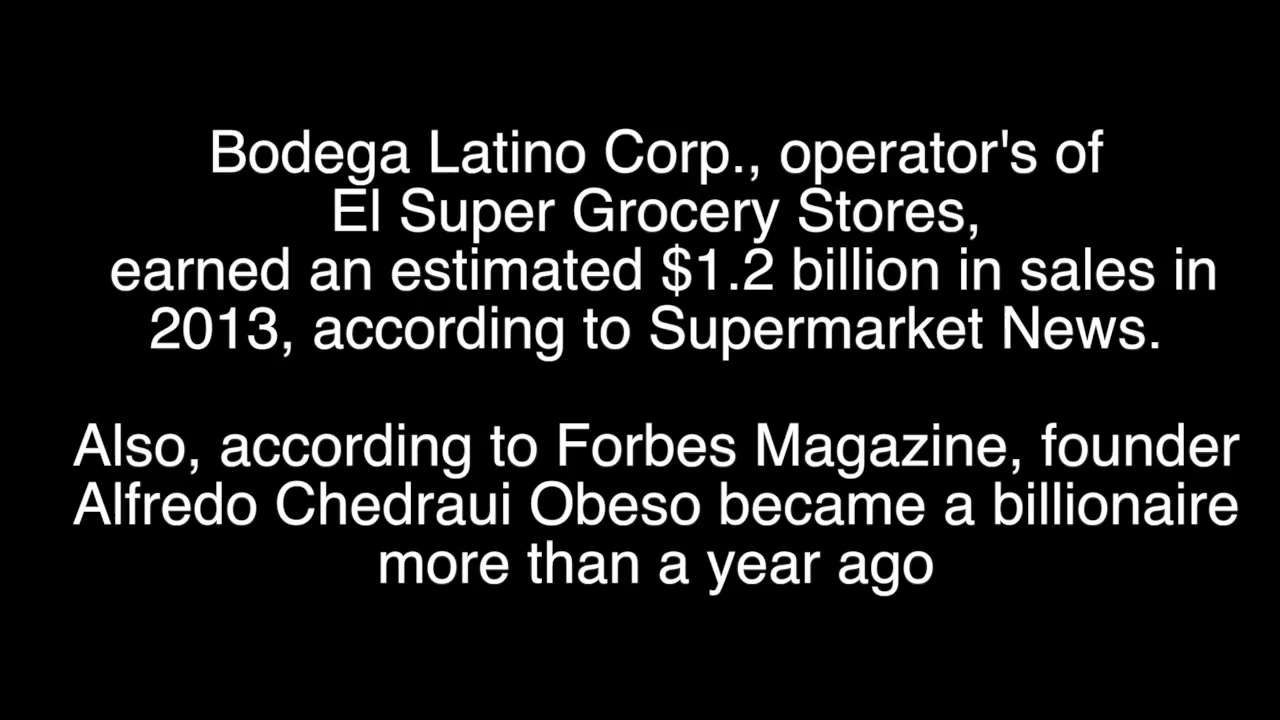 Bodega Latino Corp., operator's of
El Super Grocery Stores,
earned an estimated $1.2 billion in sales in
2013, according to Supermarket News.
Also, according to Forbes Magazine, founder
Alfredo Chedraui Obeso became a billionaire
more than a year ago